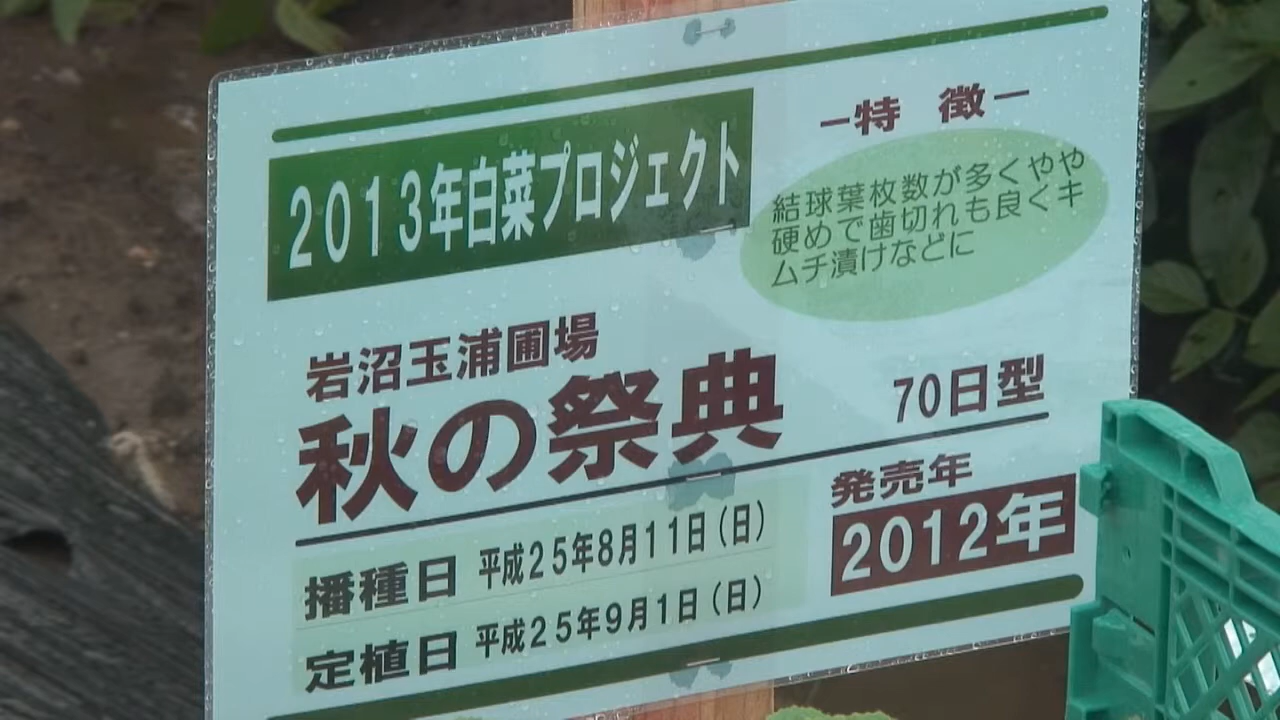 2013年白菜プロジェクト
ー特 徴ー
結球葉枚数が多くやや
硬めで歯切れも良くキ
ムチ漬けなどに
岩沼玉浦圃場
秋の祭典
70日型
播種日 平成25年8月11日(日)
定植日 平成25年9月1日(日)
発売年
2012年